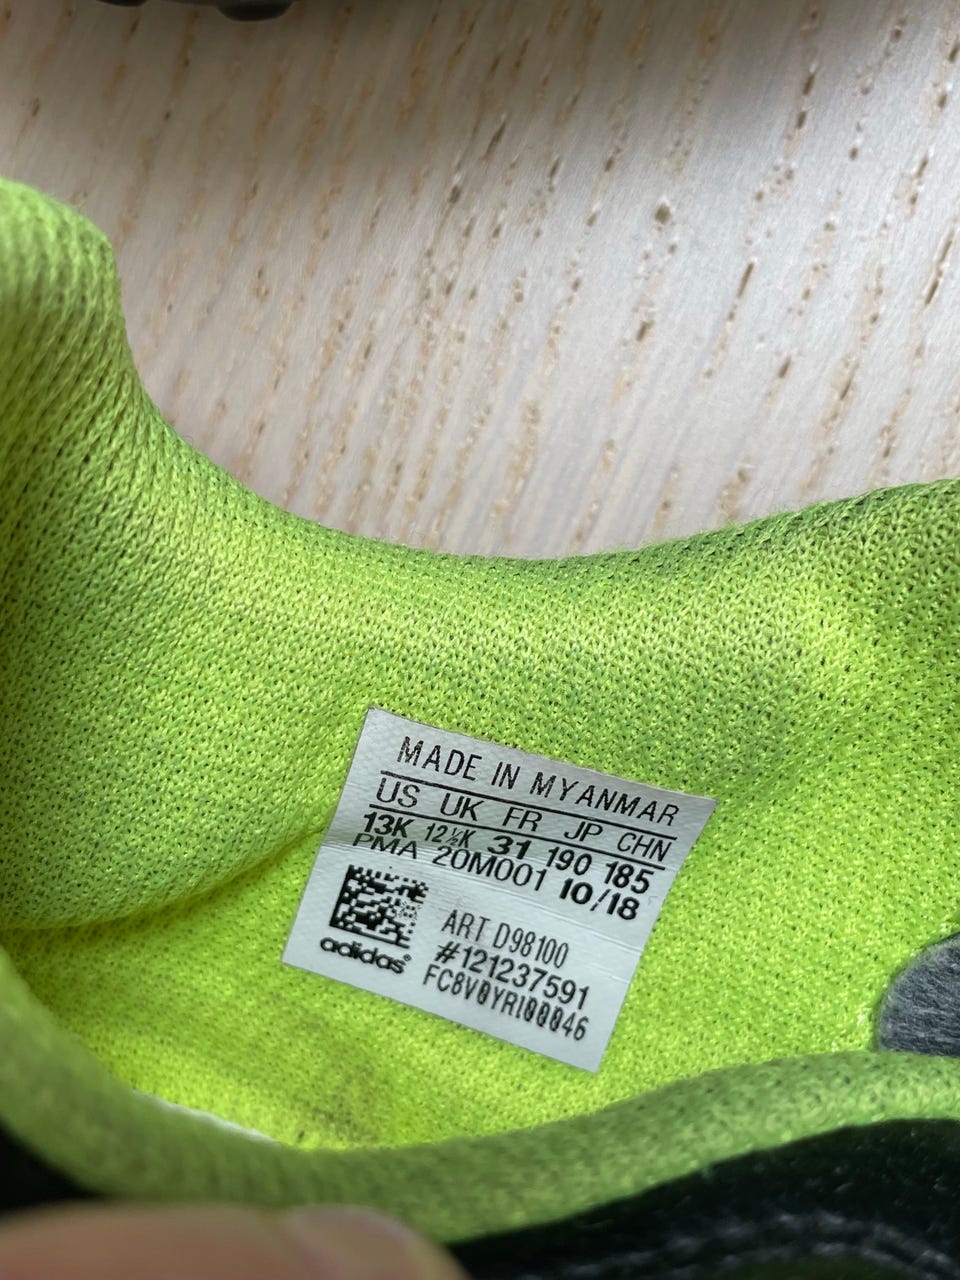 MADE IN MYANMAR
US UK FR JP CHN
13K 12½K 31 190 185
PMA 20M001 10/18
ART D98100
#121237591
FC8V0YRI00046
adidas®